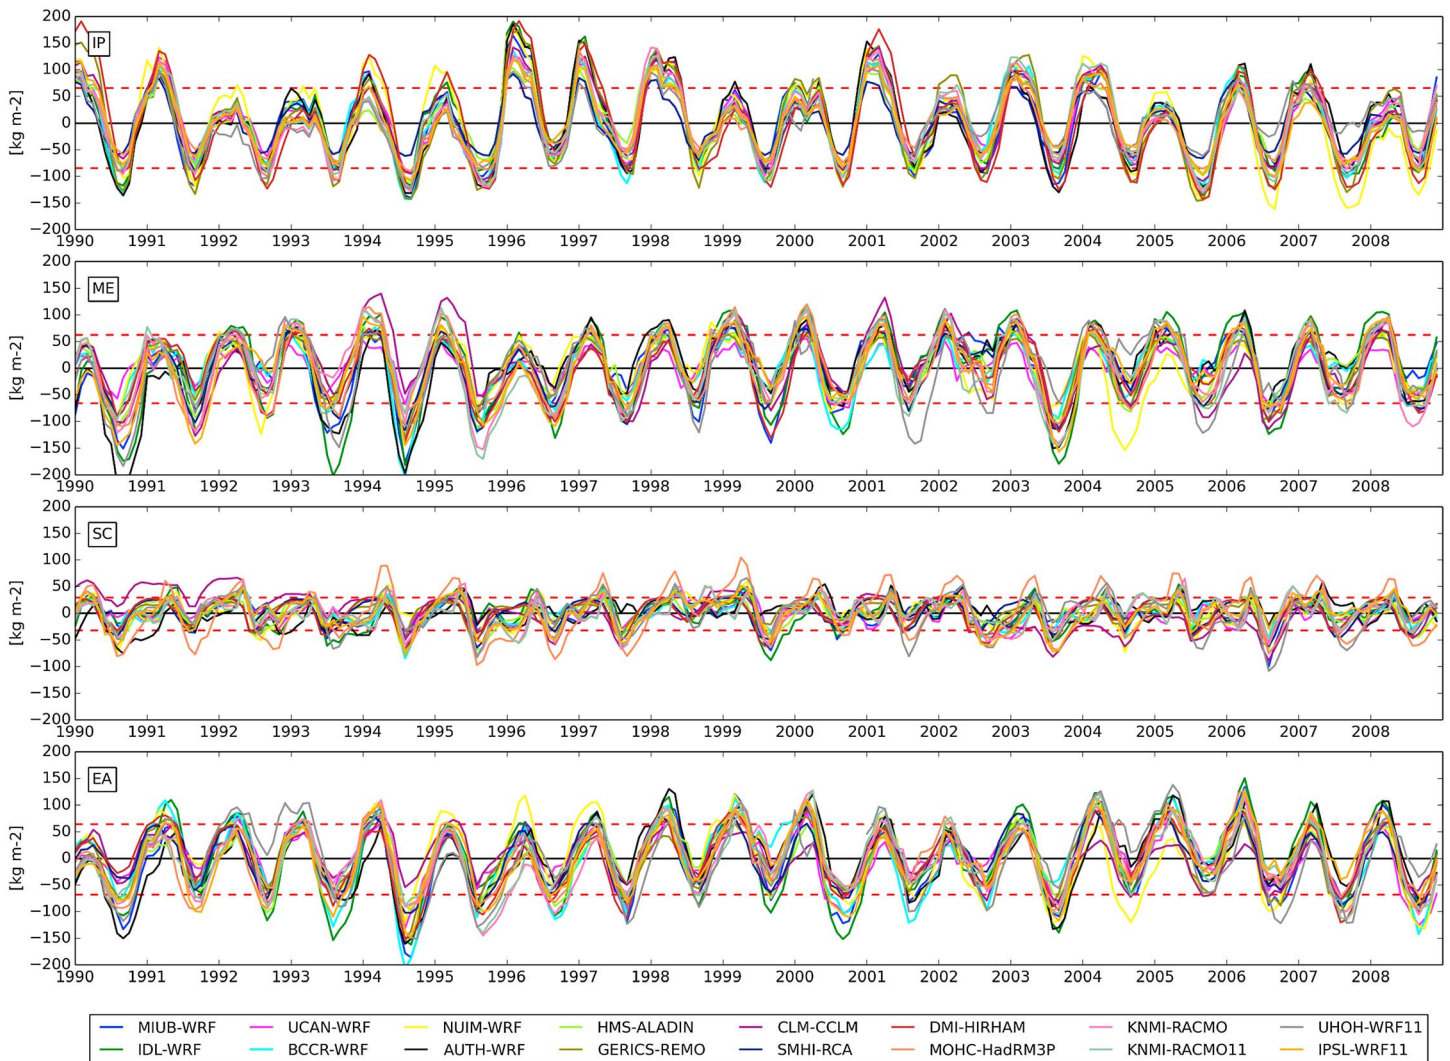 200
150
100
50
0
−50
−100
−150
−200
[kg m-2]
IP
1990 1991 1992 1993 1994 1995 1996 1997 1998 1999 2000 2001 2002 2003 2004 2005 2006 2007 2008
200
150
100
50
0
−50
−100
−150
−200
[kg m-2]
ME
1990 1991 1992 1993 1994 1995 1996 1997 1998 1999 2000 2001 2002 2003 2004 2005 2006 2007 2008
200
150
100
50
0
−50
−100
−150
−200
[kg m-2]
SC
1990 1991 1992 1993 1994 1995 1996 1997 1998 1999 2000 2001 2002 2003 2004 2005 2006 2007 2008
200
150
100
50
0
−50
−100
−150
−200
[kg m-2]
EA
1990 1991 1992 1993 1994 1995 1996 1997 1998 1999 2000 2001 2002 2003 2004 2005 2006 2007 2008
MIUB-WRF UCAN-WRF NUIM-WRF HMS-ALADIN CLM-CCLM DMI-HIRHAM KNMI-RACMO UHOH-WRF11
IDL-WRF BCCR-WRF AUTH-WRF GERICS-REMO SMHI-RCA MOHC-HadRM3P KNMI-RACMO11 IPSL-WRF11